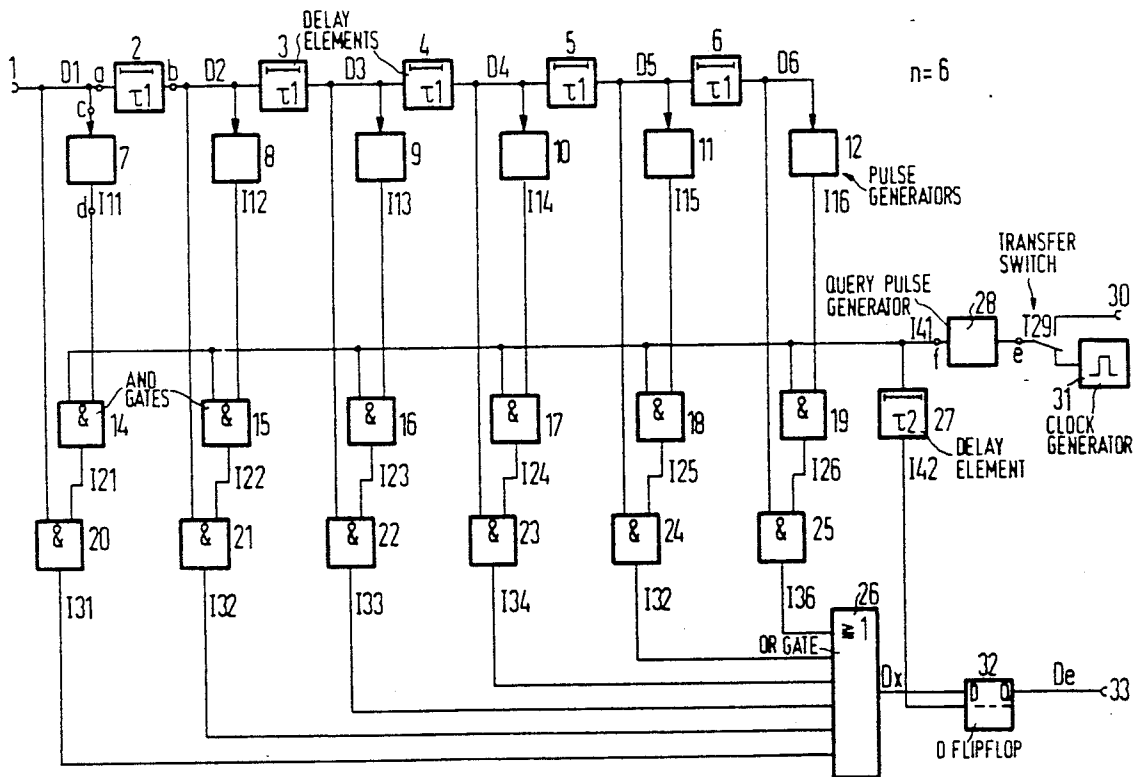 DELAY
ELEMENTS
1 D1 a 2 b D2 3 D3 4 D4 5 D5 6 D6 n=6
τ1 τ1 τ1 τ1 τ1
c
7 8 9 10 11 12
PULSE
GENERATORS
d I11 I12 I13 I14 I15 I16
TRANSFER
SWITCH
QUERY PULSE
GENERATOR 28 30
I41 f e T29
31
CLOCK
GENERATOR
AND
GATES
& & & & & &
14 15 16 17 18 19
τ2 27
DELAY
ELEMENT
I21 I22 I23 I24 I25 I26 I42
& & & & & &
20 21 22 23 24 25
I31 I32 I33 I34 I32 I36
26
≥ 1
OR GATE
Dx 32 De 33
D Q
D FLIPFLOP